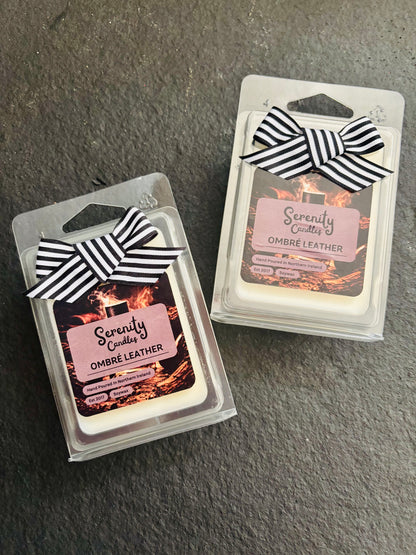 Serenity
Candles
OMBRÉ LEATHER
Hand Poured in Northern Ireland
Est 2017
Soywax
Serenity
Candles
OMBRÉ LEATHER
Hand Poured in Northern Ireland
Est 2017
Soywax